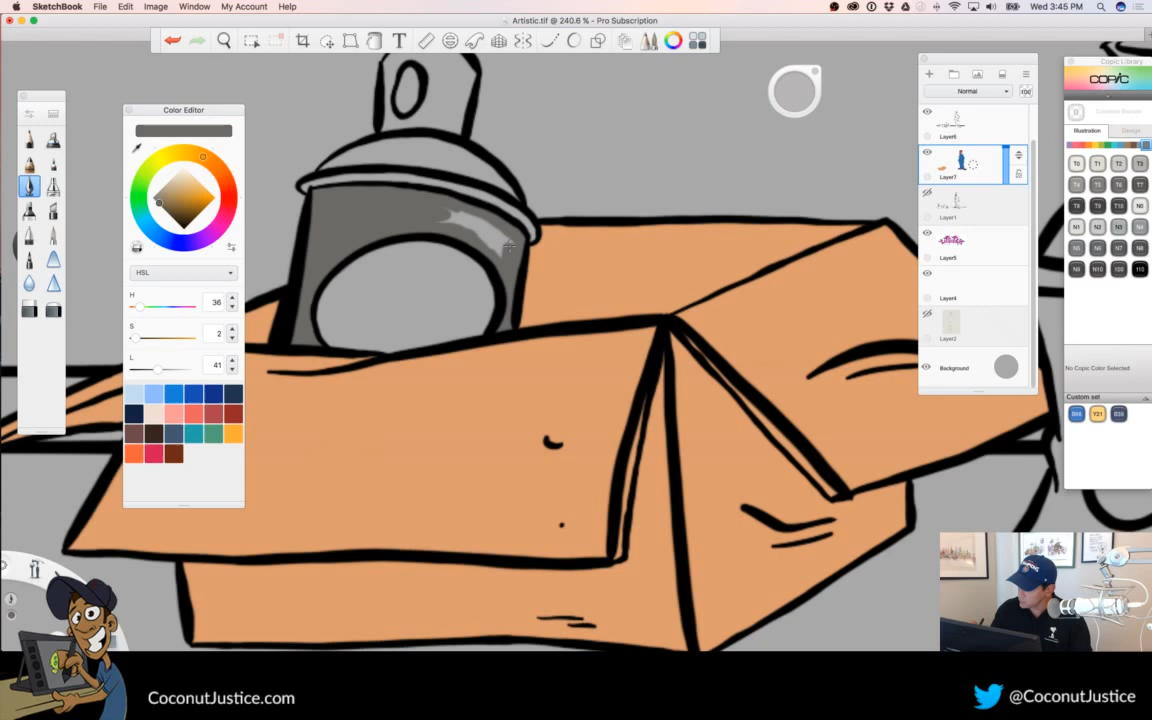 SketchBook File Edit Image Window My Account Help
Wed 3:45 PM
Artistic.tif @ 240.6 % - Pro Subscription
T
Color Editor
HSL
H 36
S 2
L 41
Normal
Layer6
Layer7
Layer1
Layer5
Layer4
Layer2
Background
Copic Library
COPIC
Illustration Design
T0 T1 T2 T3
T4 T5 T6 T7
T8 T9 T10 N0
N1 N2 N3 N4
N5 N6 N7 N8
N9 N10 100 110
No Copic Color Selected
Custom set
Y21
CoconutJustice.com
@CoconutJustice